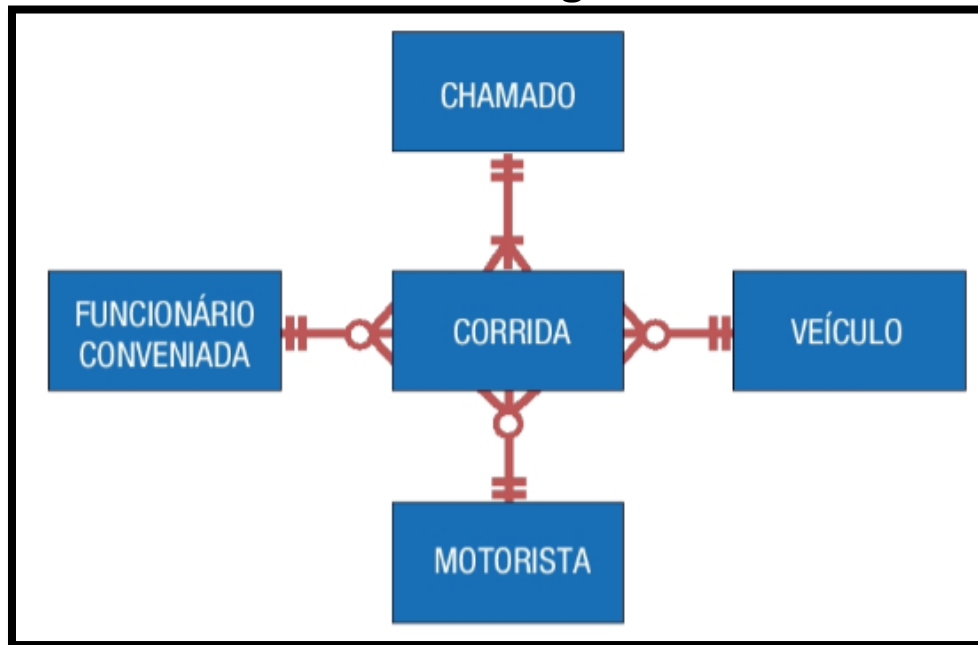 CHAMADO
FUNCIONÁRIO
CONVENIADA
CORRIDA
VEÍCULO
MOTORISTA